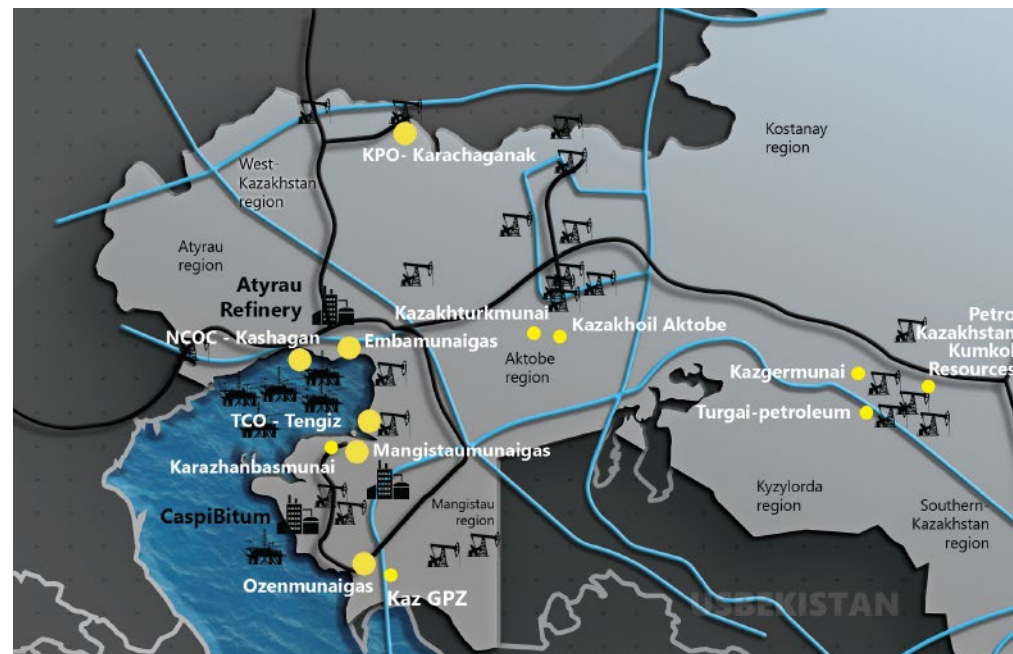 Kostanay
region
KPO- Karachaganak
West-
Kazakhstan
region
Atyrau
region
Atyrau
Refinery
Kazakhturkmunai
Kazakhoil Aktobe
Petro
Kazakhstan
Kumkol
Resources
NCOC - Kashagan
Embamunaigas
Aktobe
region
Kazgermunai
Turgai-petroleum
TCO - Tengiz
Mangistaumunaigas
Karazhanbasmunai
Kyzylorda
region
Mangistau
region
Southern-
Kazakhstan
region
CaspiBitum
Ozenmunaigas
Kaz GPZ
USBEKISTAN